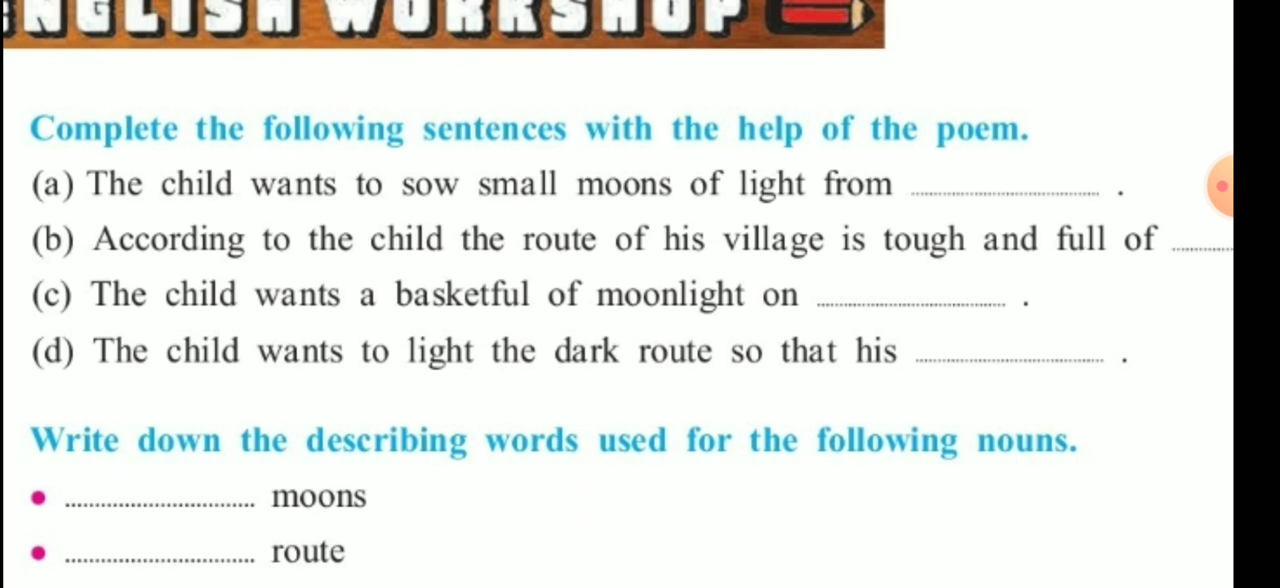 ENGLISH WORKSHOP
Complete the following sentences with the help of the poem.
(a) The child wants to sow small moons of light from .................... .
(b) According to the child the route of his village is tough and full of ..........
(c) The child wants a basketful of moonlight on .................... .
(d) The child wants to light the dark route so that his .................... .
Write down the describing words used for the following nouns.
• .................... moons
• .................... route